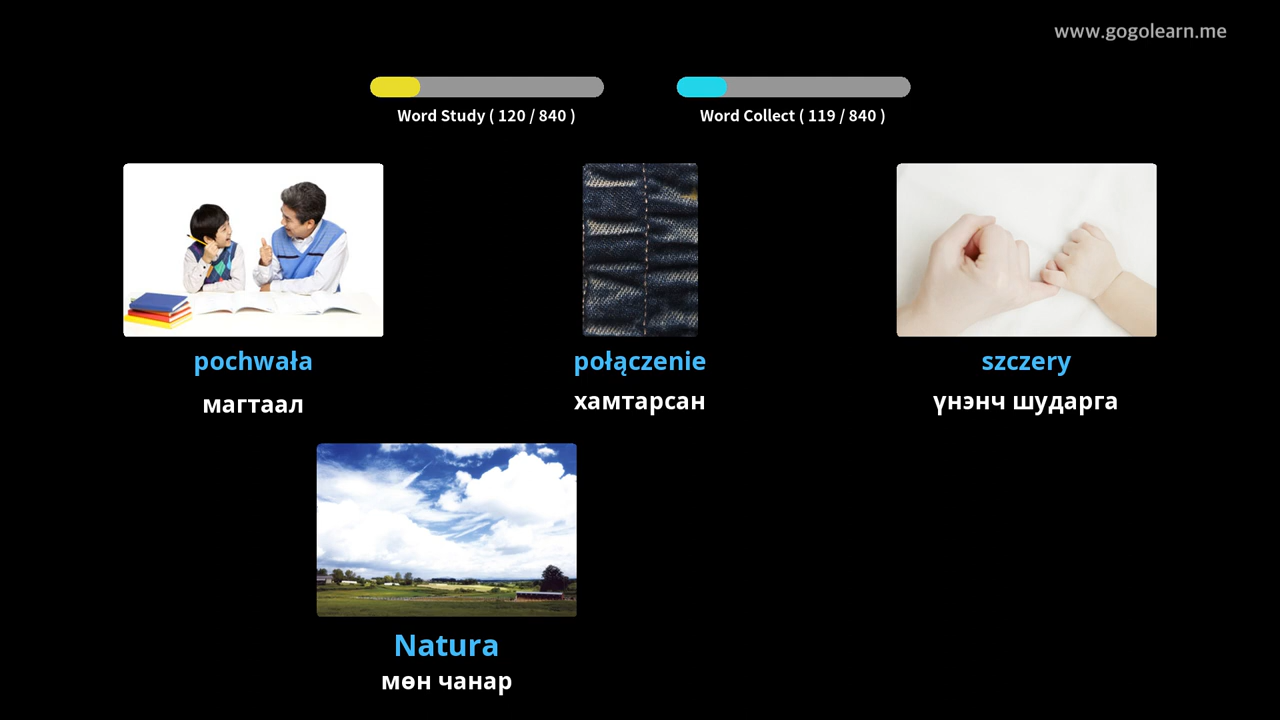 www.gogolearn.me
Word Study ( 120 / 840 )
Word Collect ( 119 / 840 )
pochwała
магтаал
połączenie
хамтарсан
szczery
үнэнч шударга
Natura
мөн чанар